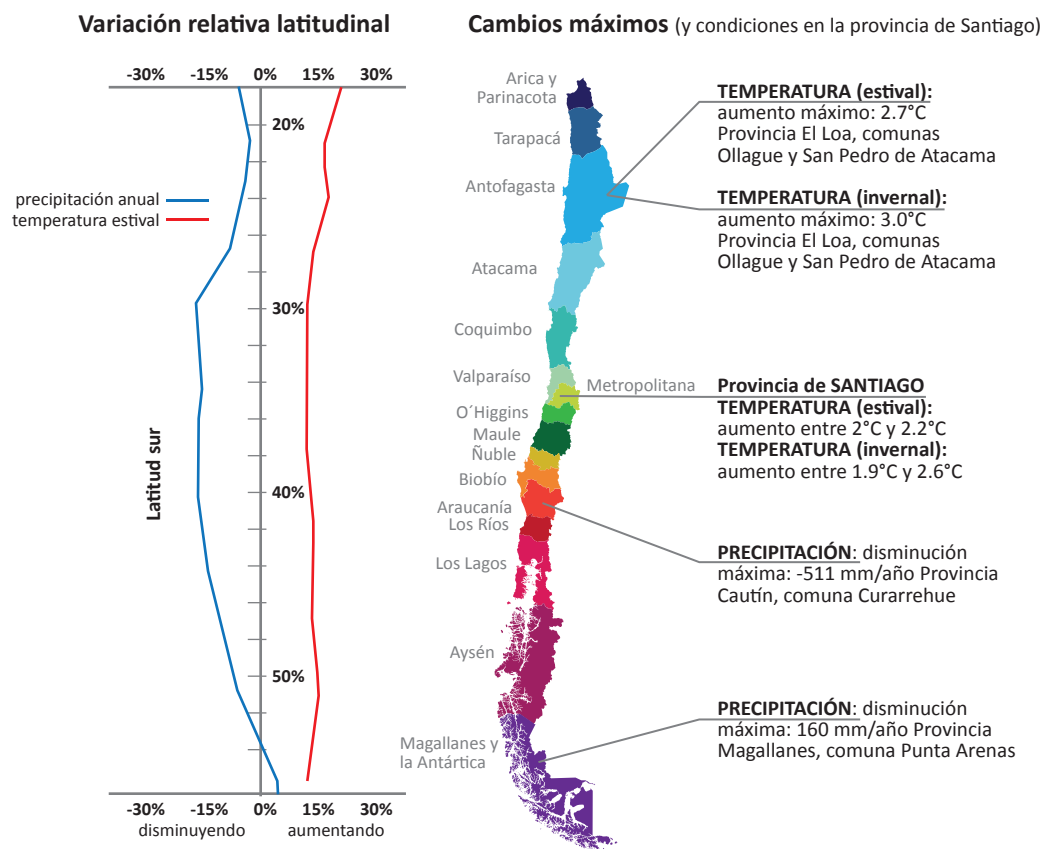 Variación relativa latitudinal
-30% -15% 0% 15% 30%
20%
precipitación anual
temperatura estival
30%
40%
50%
Latitud sur
-30% -15% 0% 15% 30%
disminuyendo aumentando
Cambios máximos (y condiciones en la provincia de Santiago)
Arica y
Parinacota
Tarapacá
Antofagasta
Atacama
Coquimbo
Valparaíso
Metropolitana
O´Higgins
Maule
Ñuble
Biobío
Araucanía
Los Ríos
Los Lagos
Aysén
Magallanes y
la Antártica
TEMPERATURA (estival):
aumento máximo: 2.7°C
Provincia El Loa, comunas
Ollague y San Pedro de Atacama
TEMPERATURA (invernal):
aumento máximo: 3.0°C
Provincia El Loa, comunas
Ollague y San Pedro de Atacama
Provincia de SANTIAGO
TEMPERATURA (estival):
aumento entre 2°C y 2.2°C
TEMPERATURA (invernal):
aumento entre 1.9°C y 2.6°C
PRECIPITACIÓN: disminución
máxima: -511 mm/año Provincia
Cautín, comuna Curarrehue
PRECIPITACIÓN: disminución
máxima: 160 mm/año Provincia
Magallanes, comuna Punta Arenas